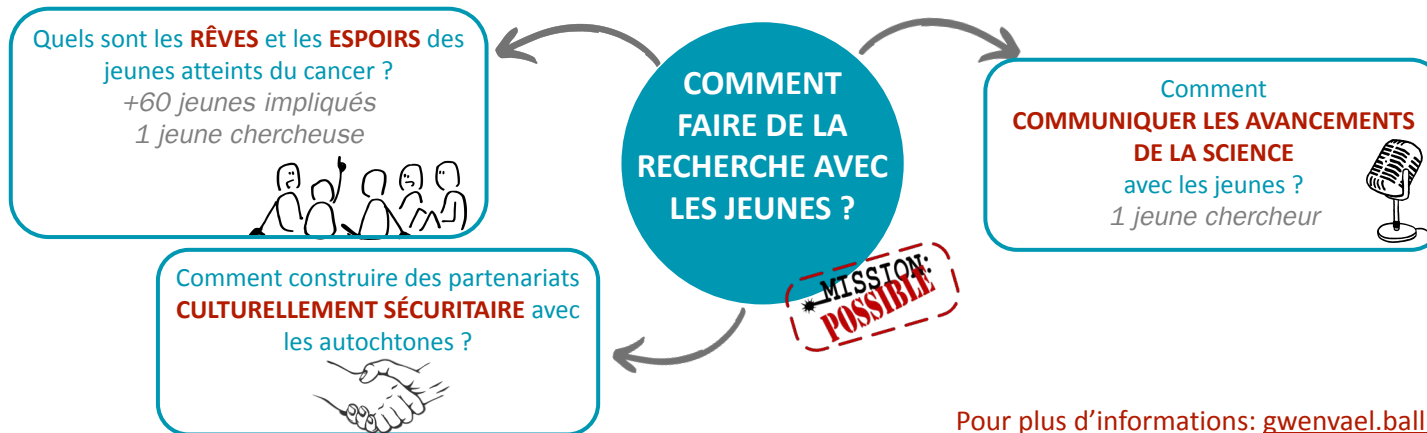 Quels sont les RÊVES et les ESPOIRS des
jeunes atteints du cancer ?
+60 jeunes impliqués
1 jeune chercheuse
COMMENT
FAIRE DE LA
RECHERCHE AVEC
LES JEUNES ?
MISSION:
POSSIBLE
Comment
COMMUNIQUER LES AVANCEMENTS
DE LA SCIENCE
avec les jeunes ?
1 jeune chercheur
Comment construire des partenariats
CULTURELLEMENT SÉCURITAIRE avec
les autochtones ?
Pour plus d’informations: gwenvael.ball